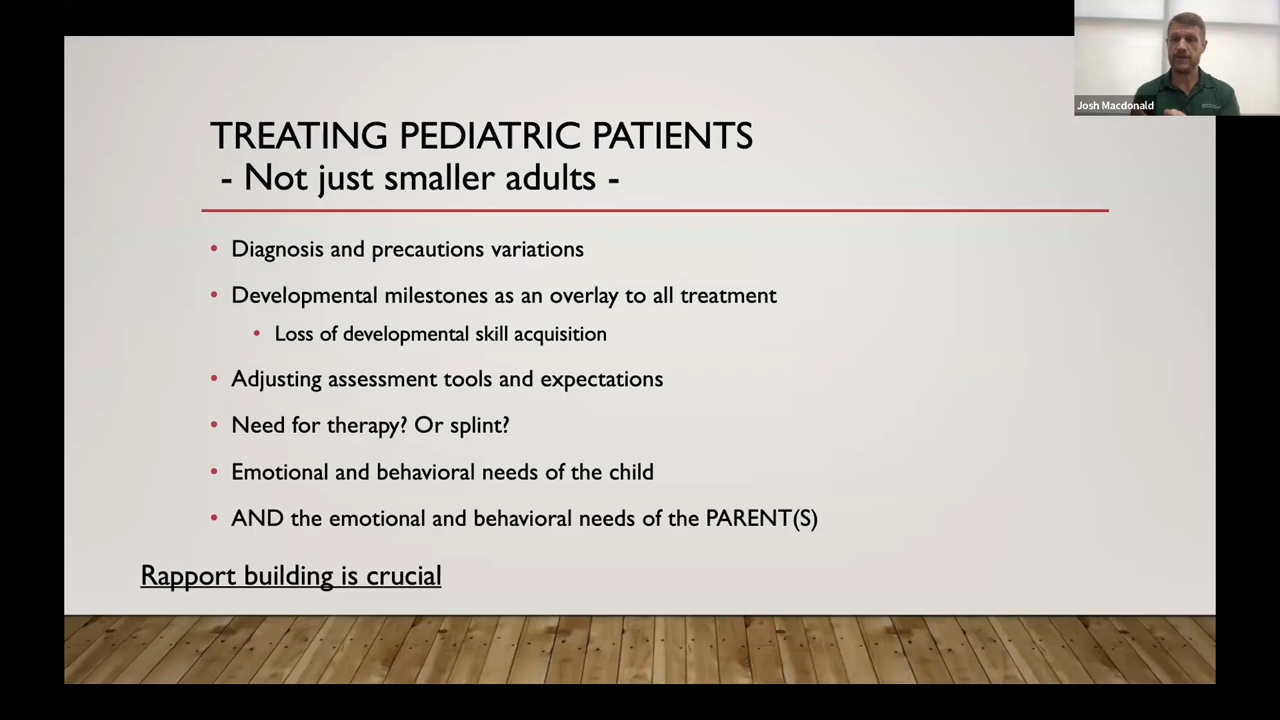 Josh Macdonald
TREATING PEDIATRIC PATIENTS
- Not just smaller adults -
• Diagnosis and precautions variations
• Developmental milestones as an overlay to all treatment
• Loss of developmental skill acquisition
• Adjusting assessment tools and expectations
• Need for therapy? Or splint?
• Emotional and behavioral needs of the child
• AND the emotional and behavioral needs of the PARENT(S)
Rapport building is crucial